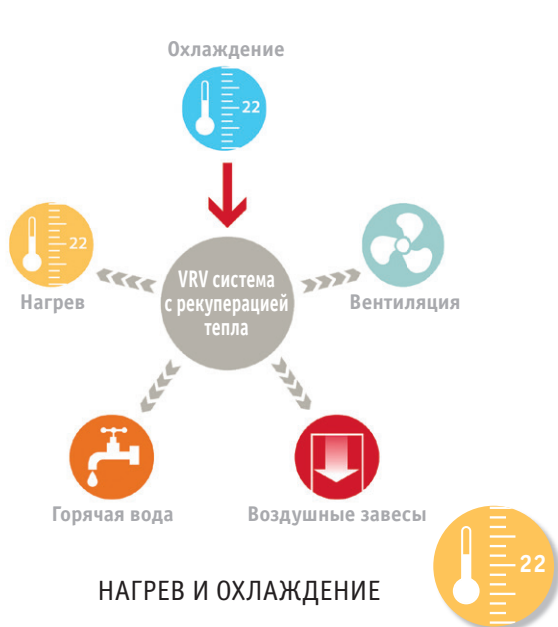 Охлаждение
22
22
Нагрев
VRV система
с рекуперацией
тепла
Вентиляция
Горячая вода
Воздушные завесы
НАГРЕВ И ОХЛАЖДЕНИЕ
22